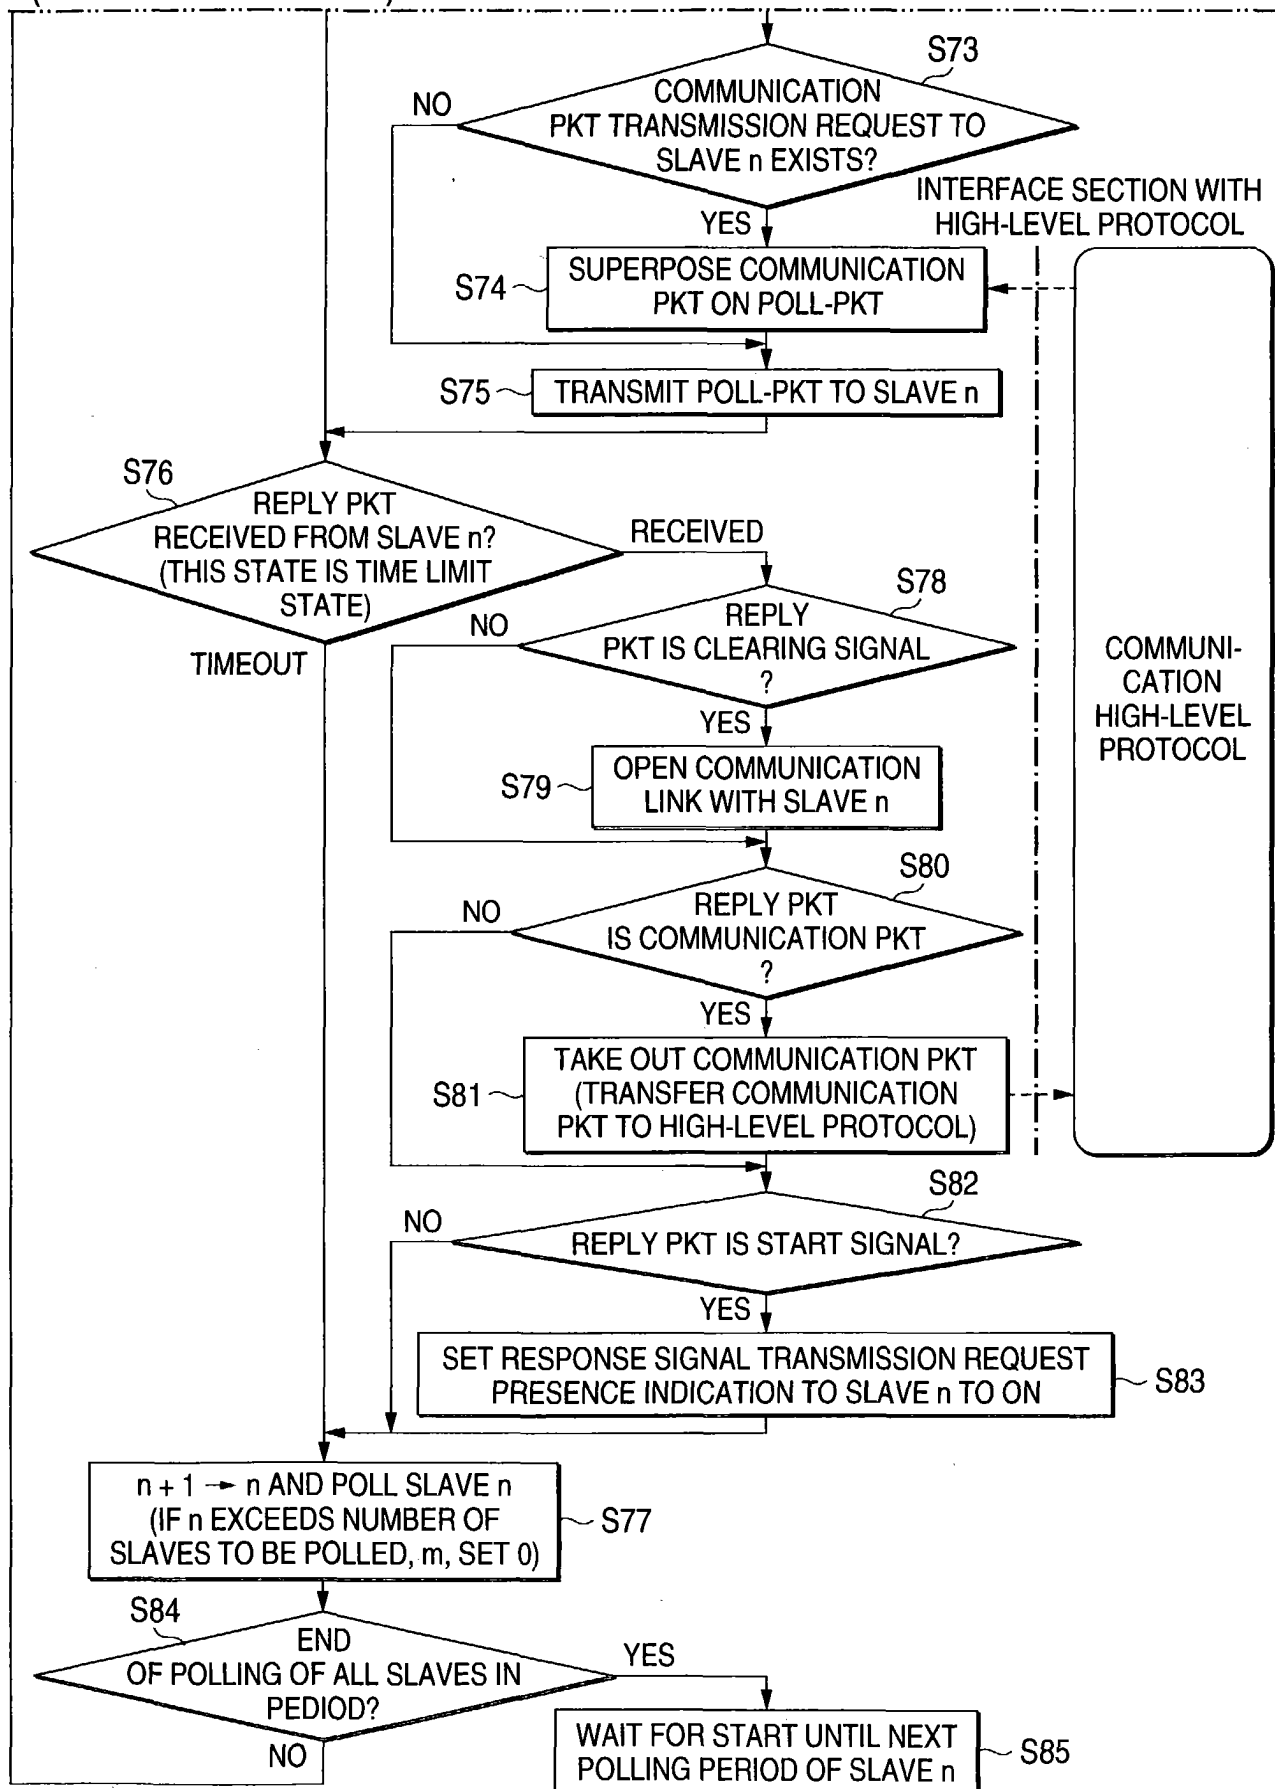 S73
COMMUNICATION
PKT TRANSMISSION REQUEST TO
SLAVE n EXISTS?
NO
YES
INTERFACE SECTION WITH
HIGH-LEVEL PROTOCOL
S74
SUPERPOSE COMMUNICATION
PKT ON POLL-PKT
S75
TRANSMIT POLL-PKT TO SLAVE n
S76
REPLY PKT
RECEIVED FROM SLAVE n?
(THIS STATE IS TIME LIMIT
STATE)
RECEIVED
TIMEOUT
S78
REPLY
PKT IS CLEARING SIGNAL
?
NO
YES
S79
OPEN COMMUNICATION
LINK WITH SLAVE n
COMMUNI-
CATION
HIGH-LEVEL
PROTOCOL
S80
REPLY PKT
IS COMMUNICATION PKT
?
NO
YES
S81
TAKE OUT COMMUNICATION PKT
(TRANSFER COMMUNICATION
PKT TO HIGH-LEVEL PROTOCOL)
S82
REPLY PKT IS START SIGNAL?
NO
YES
SET RESPONSE SIGNAL TRANSMISSION REQUEST
PRESENCE INDICATION TO SLAVE n TO ON
S83
n + 1 → n AND POLL SLAVE n
(IF n EXCEEDS NUMBER OF
SLAVES TO BE POLLED, m, SET 0)
S77
S84
END
OF POLLING OF ALL SLAVES IN
PEDIOD?
YES
NO
WAIT FOR START UNTIL NEXT
POLLING PERIOD OF SLAVE n
S85